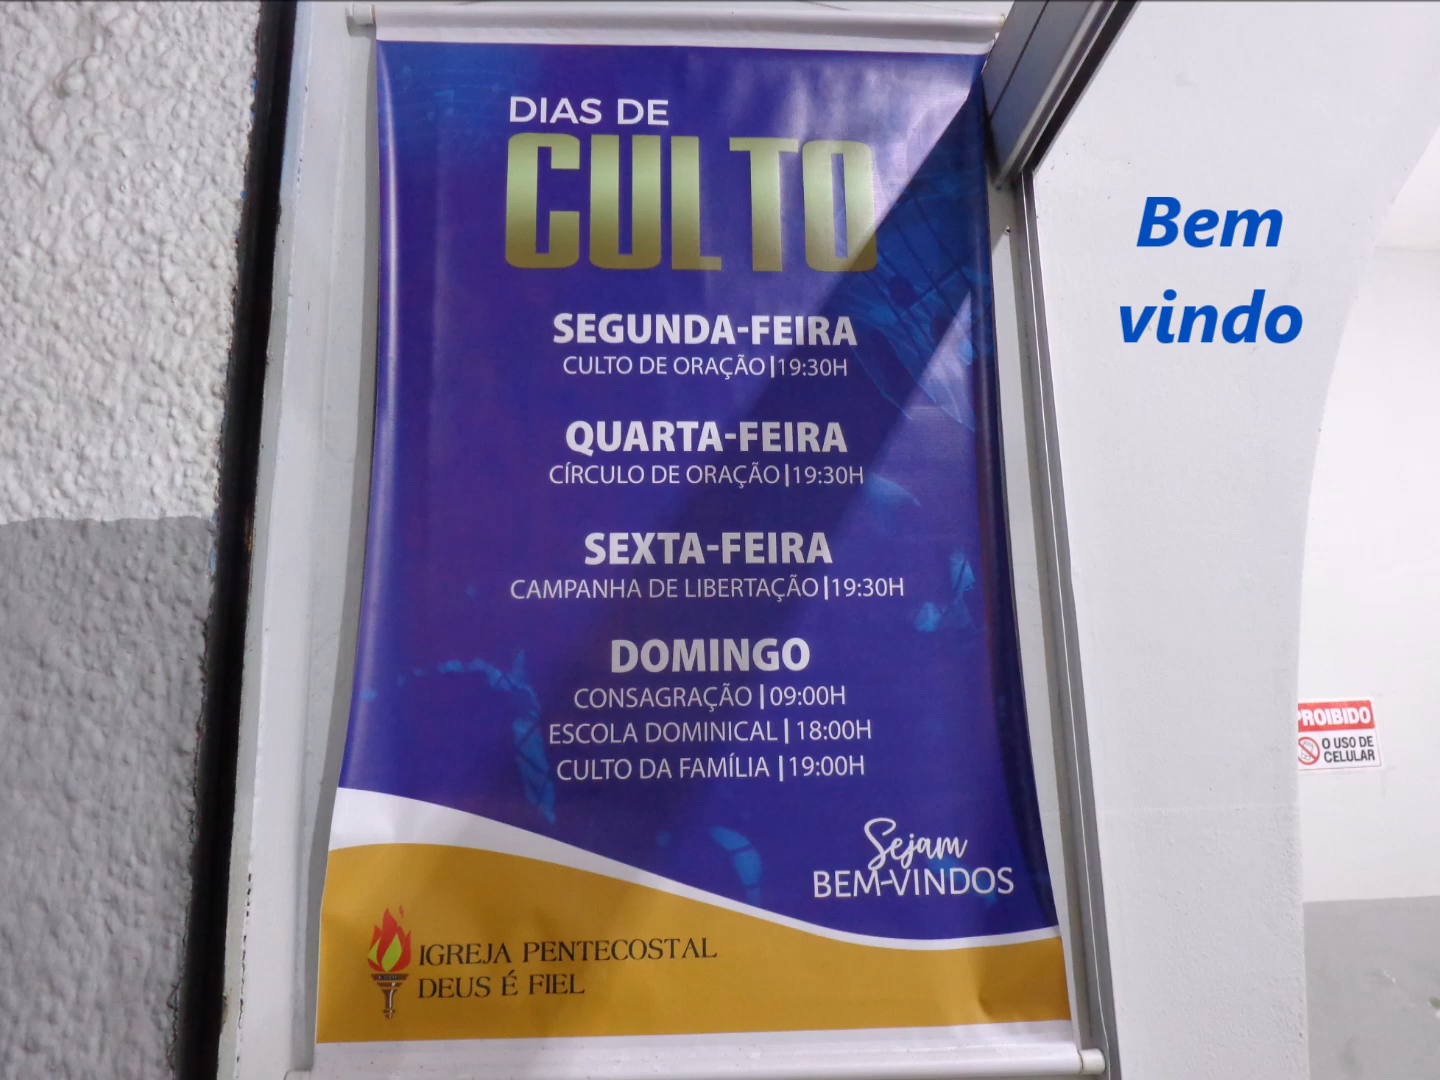 DIAS DE
CULTO
SEGUNDA-FEIRA
CULTO DE ORAÇÃO|19:30H
QUARTA-FEIRA
CÍRCULO DE ORAÇÃO|19:30H
SEXTA-FEIRA
CAMPANHA DE LIBERTAÇÃO|19:30H
DOMINGO
CONSAGRAÇÃO|09:00H
ESCOLA DOMINICAL| 18:00H
CULTO DA FAMÍLIA |19:00H
Sejam
BEM-VINDOS
IGREJA PENTECOSTAL
DEUS É FIEL
Bem
vindo
PROIBIDO
O USO DE
CELULAR